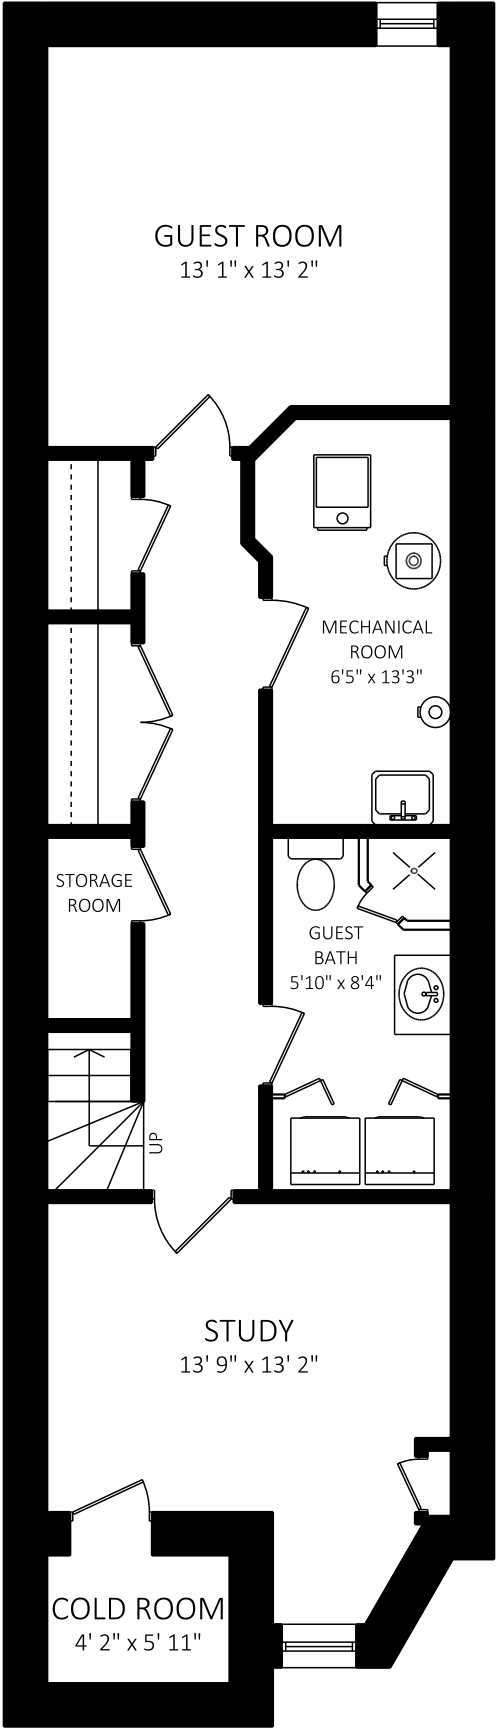 GUEST ROOM
13' 1" x 13' 2"
MECHANICAL
ROOM
6'5" x 13'3"
STORAGE
ROOM
GUEST
BATH
5'10" x 8'4"
UP
STUDY
13' 9" x 13' 2"
COLD ROOM
4' 2" x 5' 11"